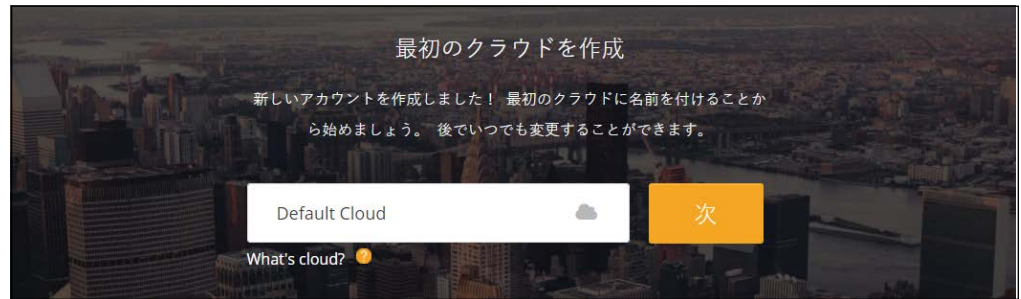 最初のクラウドを作成
新しいアカウントを作成しました！ 最初のクラウドに名前を付けることか
ら始めましょう。 後でいつでも変更することができます。
Default Cloud
次
What's cloud? ?